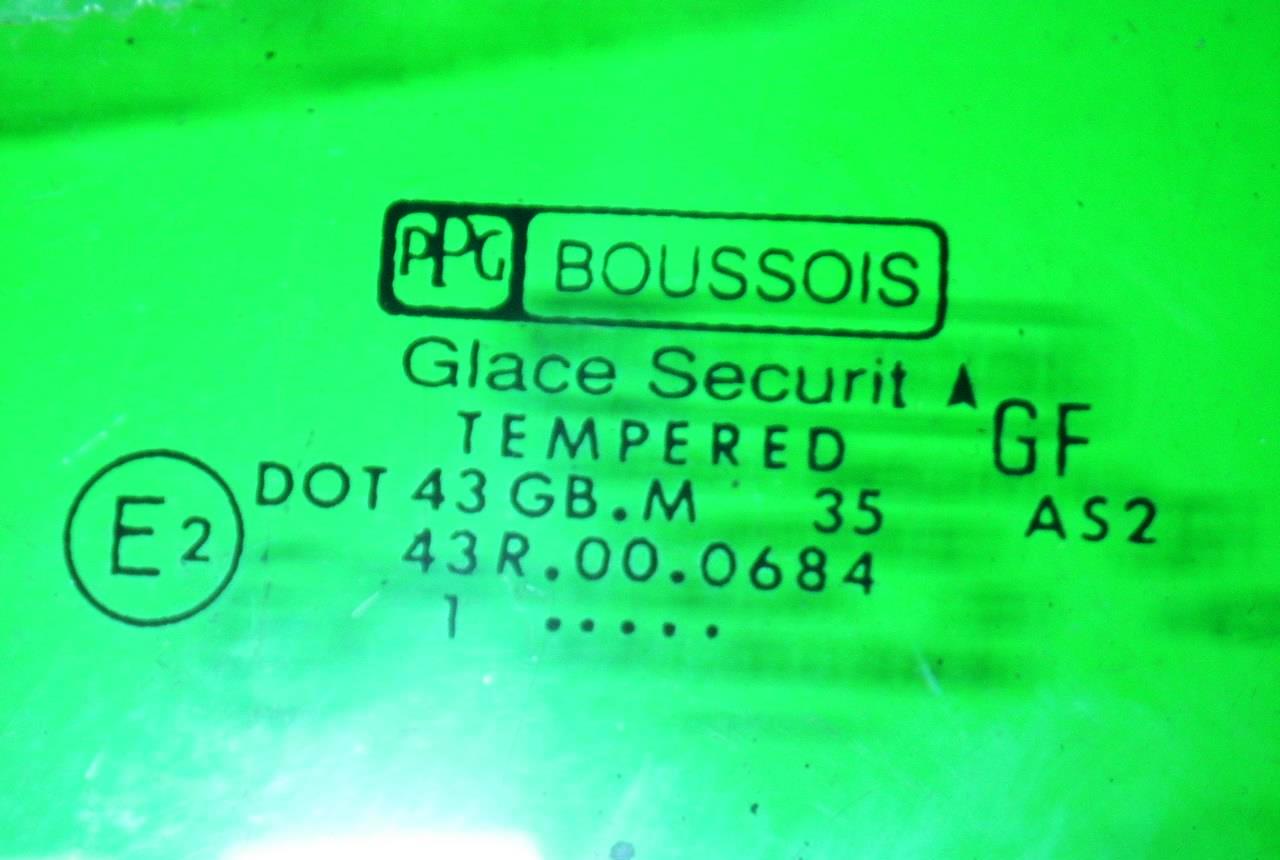 PPG BOUSSOIS
Glace Securit
GF
TEMPERED
DOT 43 GB.M 35 AS2
E2
43R.00.0684
1 .....